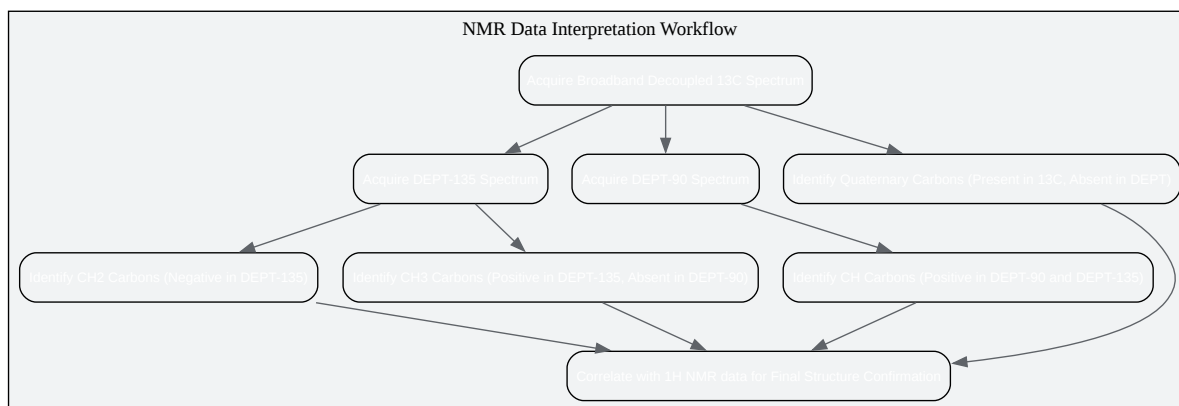 NMR Data Interpretation Workflow
Acquire Broadband Decoupled 13C Spectrum
Acquire DEPT-135 Spectrum
Acquire DEPT-90 Spectrum
Identify Quaternary Carbons (Present in 13C, Absent in DEPT)
Identify CH2 Carbons (Negative in DEPT-135)
Identify CH3 Carbons (Positive in DEPT-135, Absent in DEPT-90)
Identify CH Carbons (Positive in DEPT-90 and DEPT-135)
Correlate with 1H NMR data for Final Structure Confirmation